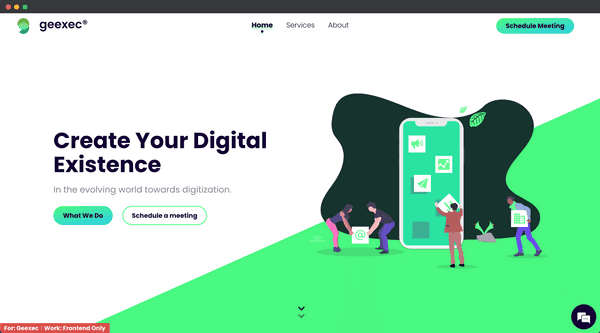 geexec®
Home Services About
Schedule Meeting
Create Your Digital
Existence
In the evolving world towards digitization.
What We Do
Schedule a meeting
@
For: Geexec | Work: Frontend Only